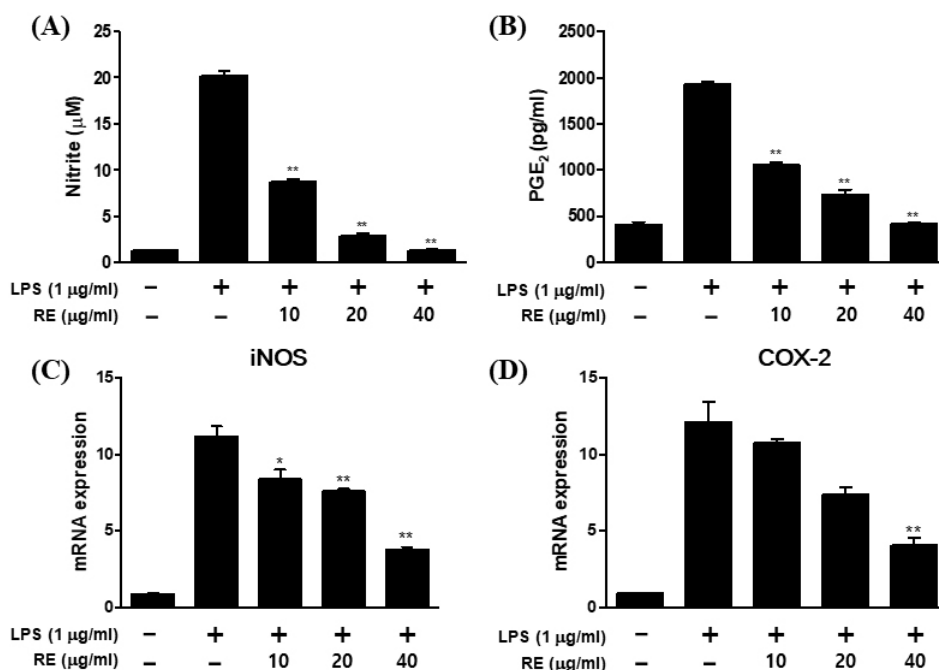 (A)
Nitrite (μM)
25
20
15
10
5
0
**
**
**
LPS (1 μg/ml) − + + + +
RE (μg/ml) − − 10 20 40
(B)
PGE₂ (pg/ml)
2500
2000
1500
1000
500
0
**
**
**
LPS (1 μg/ml) − + + + +
RE (μg/ml) − − 10 20 40
(C)
iNOS
mRNA expression
15
10
5
0
*
**
**
LPS (1 μg/ml) − + + + +
RE (μg/ml) − − 10 20 40
(D)
COX-2
mRNA expression
15
10
5
0
**
LPS (1 μg/ml) − + + + +
RE (μg/ml) − − 10 20 40